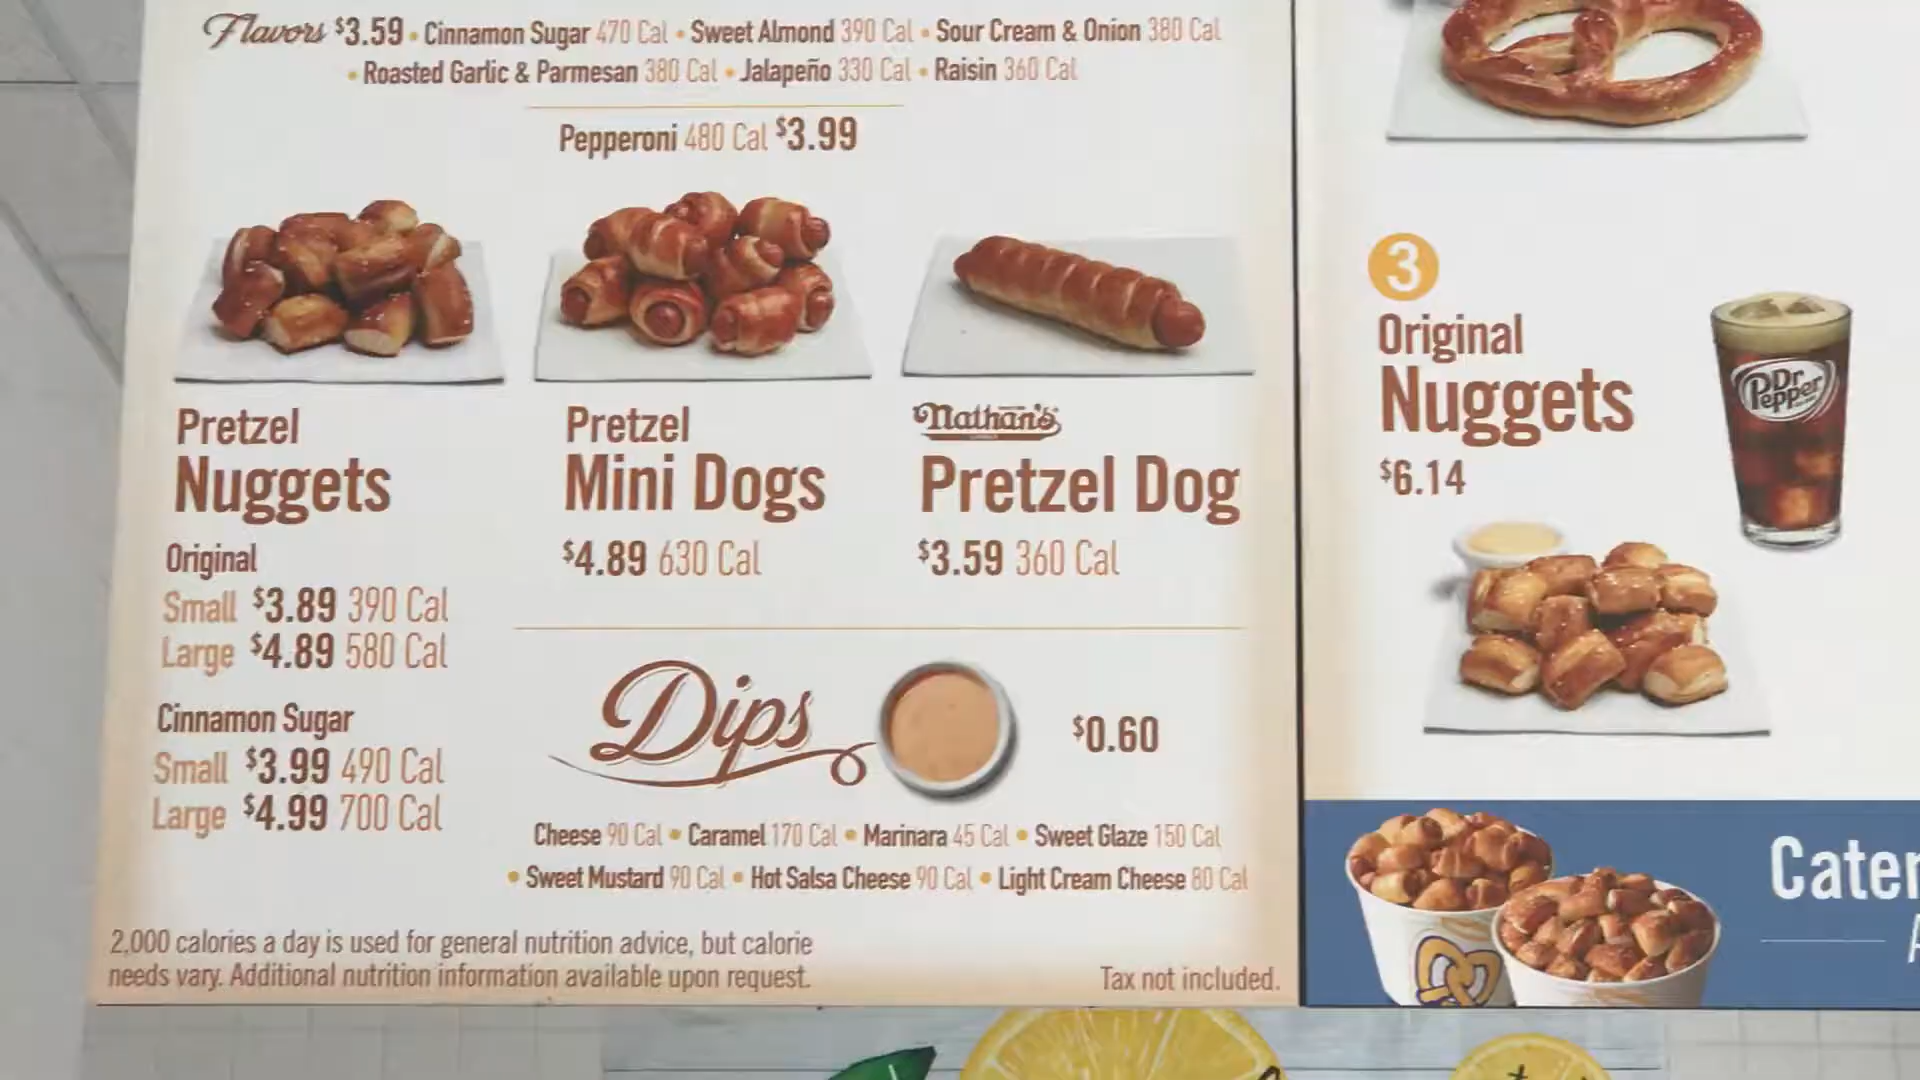 Flavors $3.59 • Cinnamon Sugar 470 Cal • Sweet Almond 390 Cal • Sour Cream & Onion 380 Cal
• Roasted Garlic & Parmesan 380 Cal • Jalapeño 330 Cal • Raisin 360 Cal
Pepperoni 480 Cal $3.99
Pretzel
Nuggets
Original
Small $3.89 390 Cal
Large $4.89 580 Cal
Cinnamon Sugar
Small $3.99 490 Cal
Large $4.99 700 Cal
Pretzel
Mini Dogs
$4.89 630 Cal
Nathan's
Pretzel Dog
$3.59 360 Cal
Dips
$0.60
Cheese 90 Cal • Caramel 170 Cal • Marinara 45 Cal • Sweet Glaze 150 Cal
• Sweet Mustard 90 Cal • Hot Salsa Cheese 90 Cal • Light Cream Cheese 80 Cal
2,000 calories a day is used for general nutrition advice, but calorie
needs vary. Additional nutrition information available upon request.
Tax not included.
3
Original
Nuggets
$6.14
Dr
Pepper
Cater